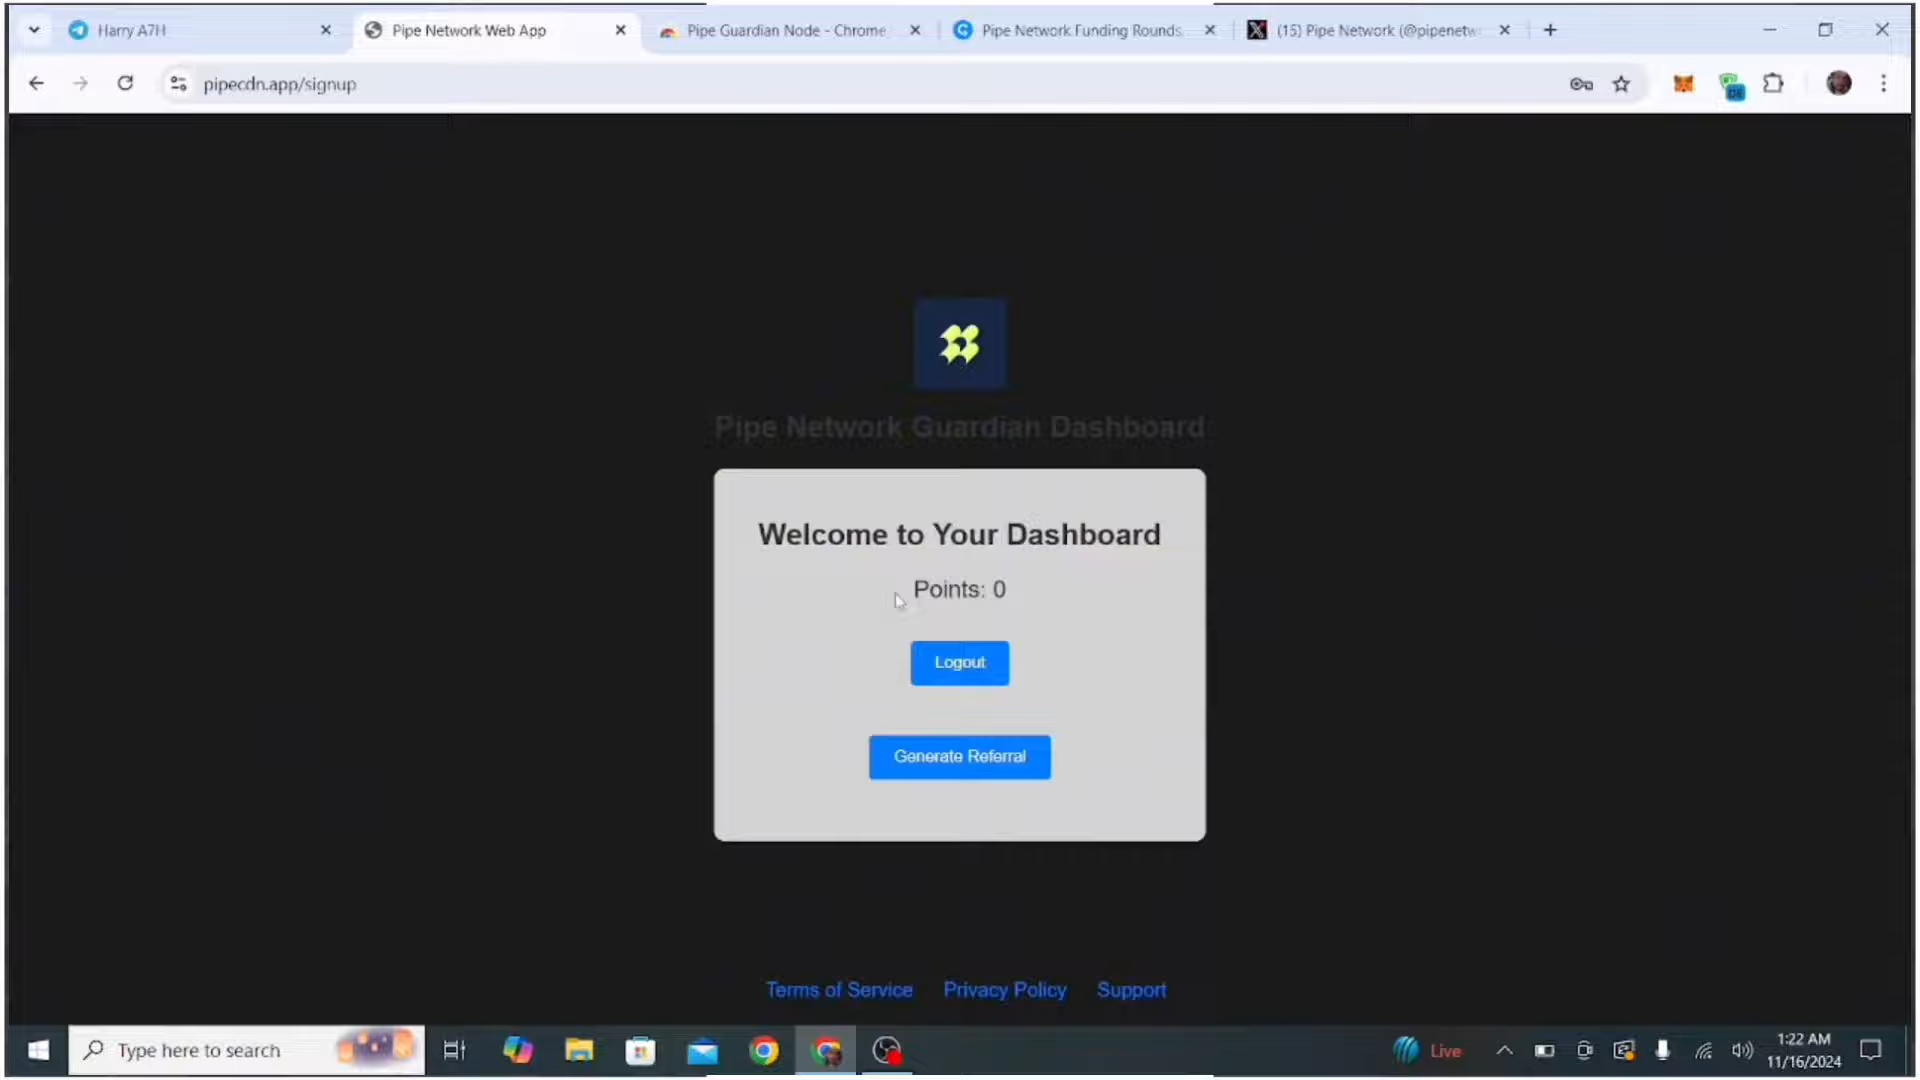 Harry A7H
Pipe Network Web App
Pipe Guardian Node - Chrome
Pipe Network Funding Rounds
(15) Pipe Network (@pipenetw
pipecdn.app/signup
Pipe Network Guardian Dashboard
Welcome to Your Dashboard
Points: 0
Logout
Generate Referral
Terms of Service Privacy Policy Support
Type here to search
Live
1:22 AM
11/16/2024